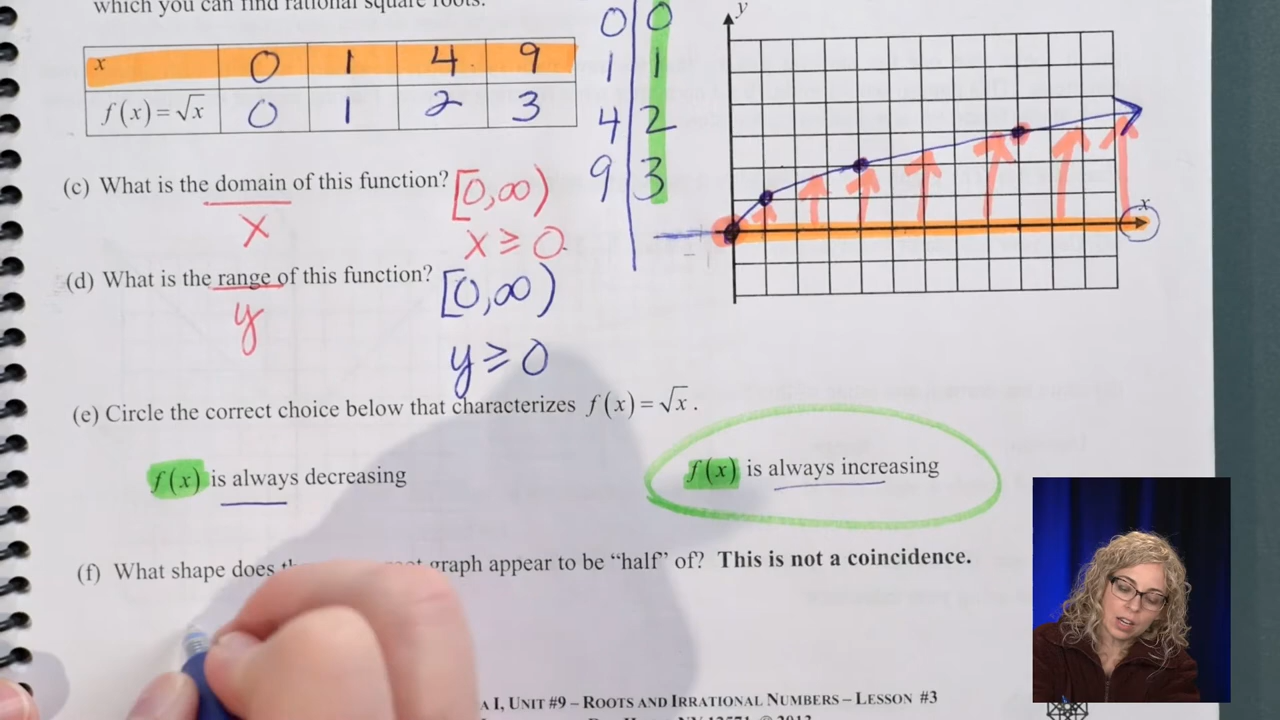 which you can find rational square roots.
x 0 1 4 9
f(x)=√x 0 1 2 3
0 0
1 1
4 2
9 3
y
x
(c) What is the domain of this function? [0,∞)
x x ≥ 0
(d) What is the range of this function? [0,∞)
y y ≥ 0
(e) Circle the correct choice below that characterizes f(x)=√x.
f(x) is always decreasing f(x) is always increasing
(f) What shape does graph appear to be “half” of? This is not a coincidence.
I, UNIT #9 – ROOTS AND IRRATIONAL NUMBERS – LESSON #3